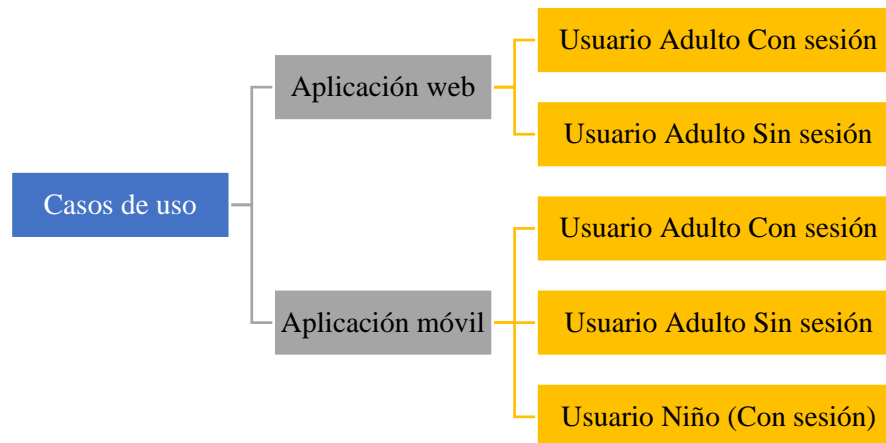 Casos de uso
Aplicación web
Usuario Adulto Con sesión
Usuario Adulto Sin sesión
Aplicación móvil
Usuario Adulto Con sesión
Usuario Adulto Sin sesión
Usuario Niño (Con sesión)